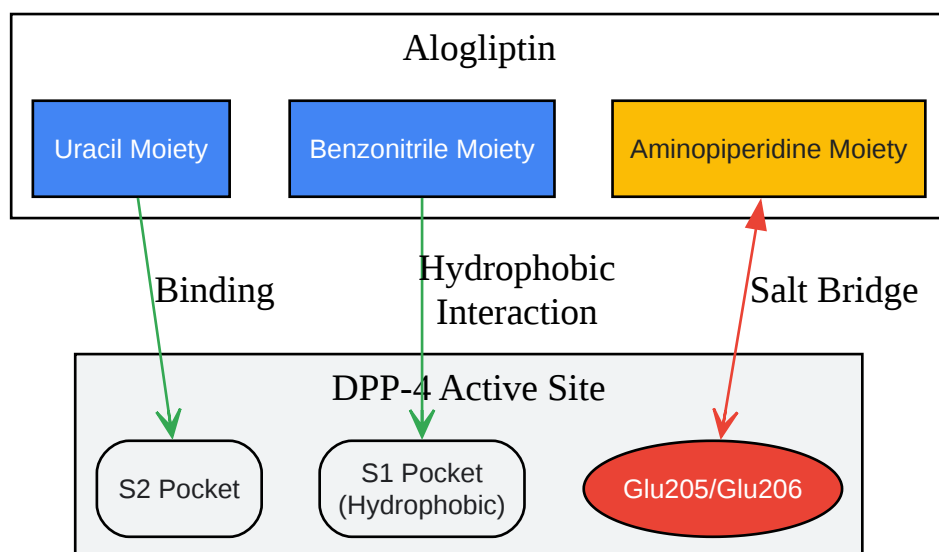 Alogliptin
Uracil Moiety
Benzonitrile Moiety
Aminopiperidine Moiety
Binding
Hydrophobic
Interaction
Salt Bridge
DPP-4 Active Site
S2 Pocket
S1 Pocket
(Hydrophobic)
Glu205/Glu206